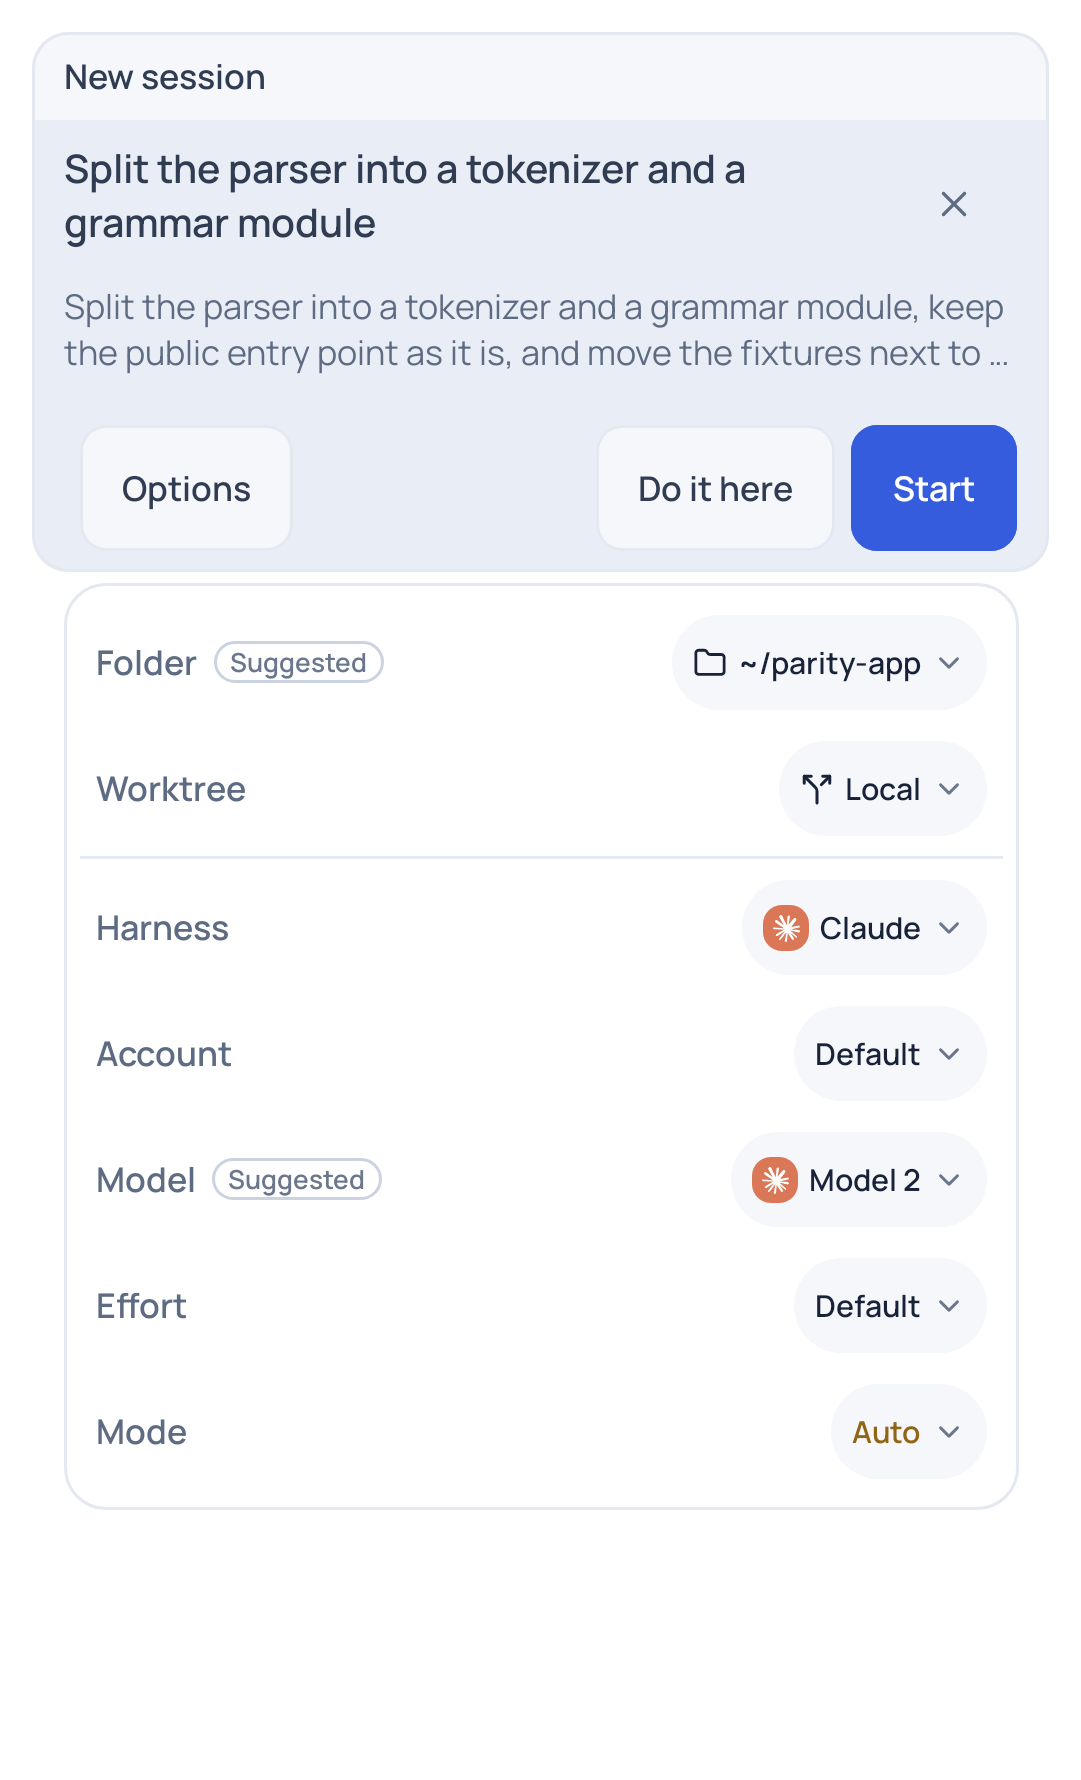 New session
Split the parser into a tokenizer and a
grammar module
Split the parser into a tokenizer and a grammar module, keep
the public entry point as it is, and move the fixtures next to ...
Options
Do it here
Start
Folder
Suggested
~/parity-app
Worktree
Local
Harness
Claude
Account
Default
Model
Suggested
Model 2
Effort
Default
Mode
Auto